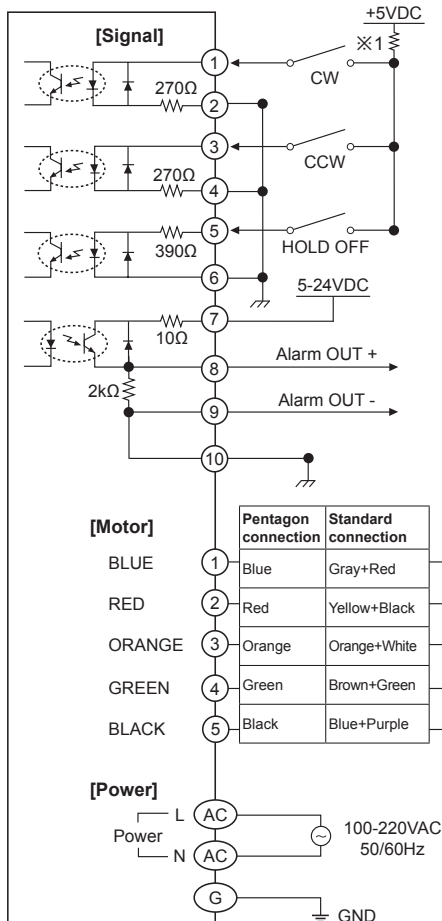 +5VDC
[Signal]
※1
1
CW
270Ω
2
3
CCW
270Ω
4
5
390Ω
HOLD OFF
6
5-24VDC
7
10Ω
8
Alarm OUT +
2kΩ
9
Alarm OUT -
10
[Motor]
Pentagon connection
Standard connection
BLUE 1 Blue Gray+Red
RED 2 Red Yellow+Black
ORANGE 3 Orange Orange+White
GREEN 4 Green Brown+Green
BLACK 5 Black Blue+Purple
[Power]
L AC
Power
100-220VAC
50/60Hz
N AC
G
GND